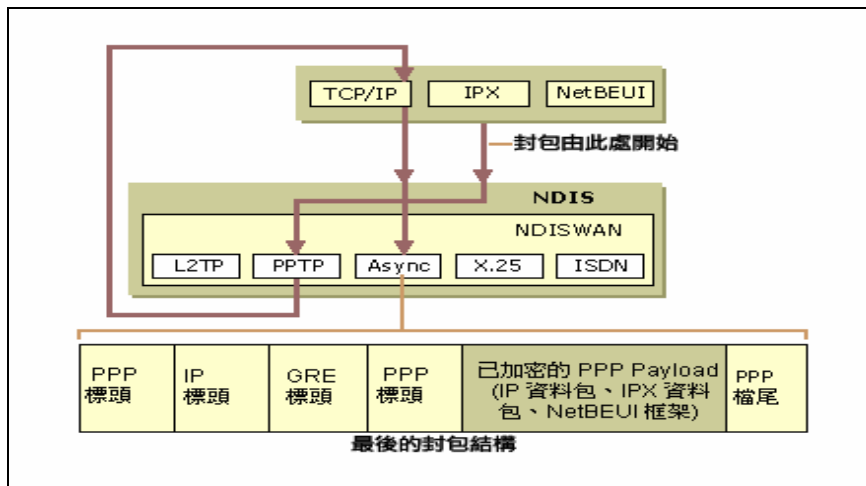 TCP/IP IPX NetBEUI
封包由此處開始
NDIS
NDISWAN
L2TP PPTP Async X.25 ISDN
PPP
標頭
IP
標頭
GRE
標頭
PPP
標頭
已加密的 PPP Payload
(IP 資料包、IPX 資料
包、NetBEUI 框架)
PPP
檔尾
最後的封包結構